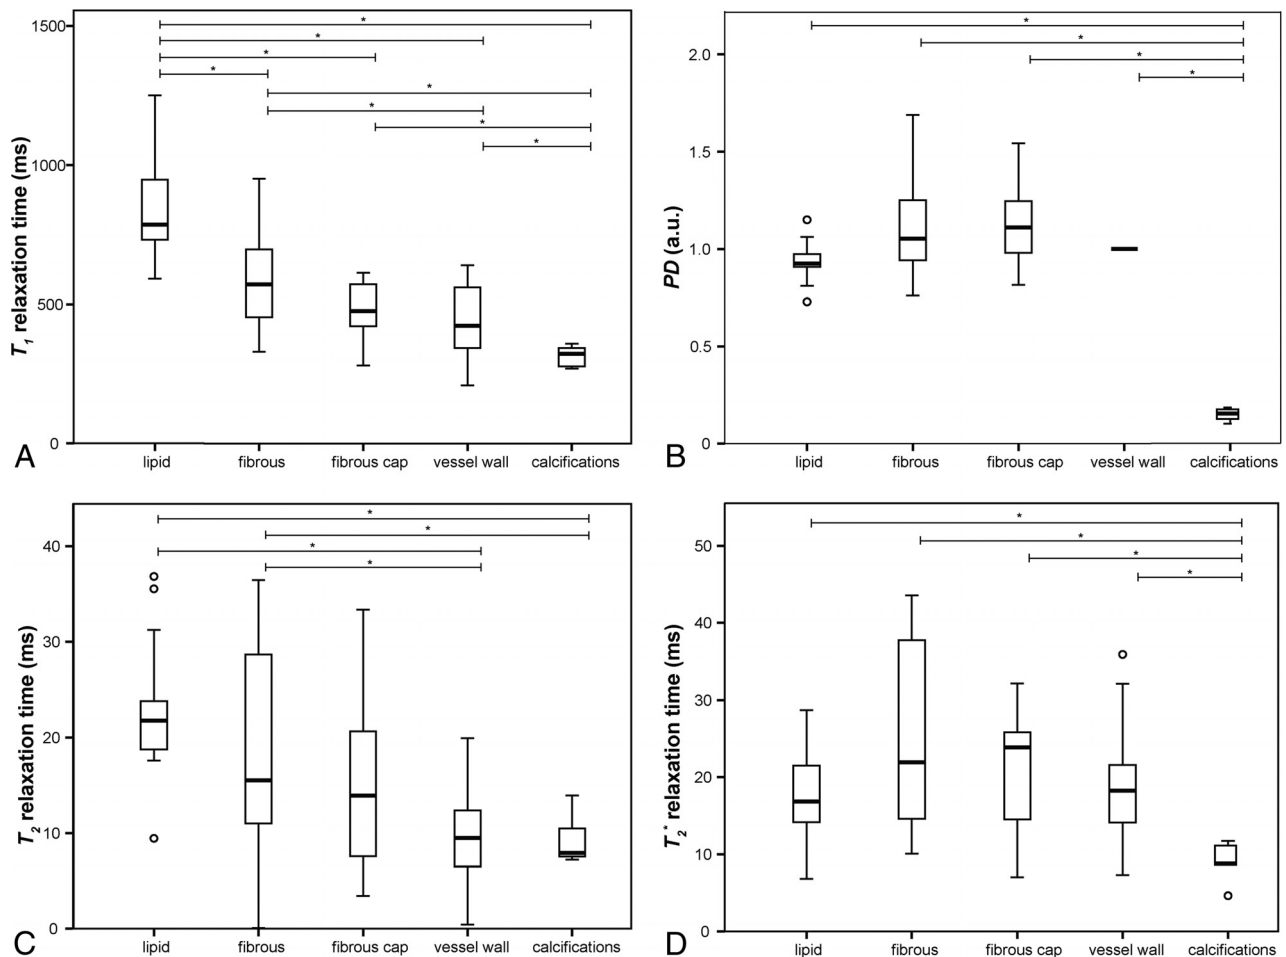 1500
1000
500
0
T1 relaxation time (ms)
* * * * * * * *
lipid fibrous fibrous cap vessel wall calcifications
A
2.0
1.5
1.0
0.5
0
PD (a.u.)
* * * *
lipid fibrous fibrous cap vessel wall calcifications
B
40
30
20
10
0
T2 relaxation time (ms)
* * * *
lipid fibrous fibrous cap vessel wall calcifications
C
50
40
30
20
10
0
T2* relaxation time (ms)
* * * *
lipid fibrous fibrous cap vessel wall calcifications
D